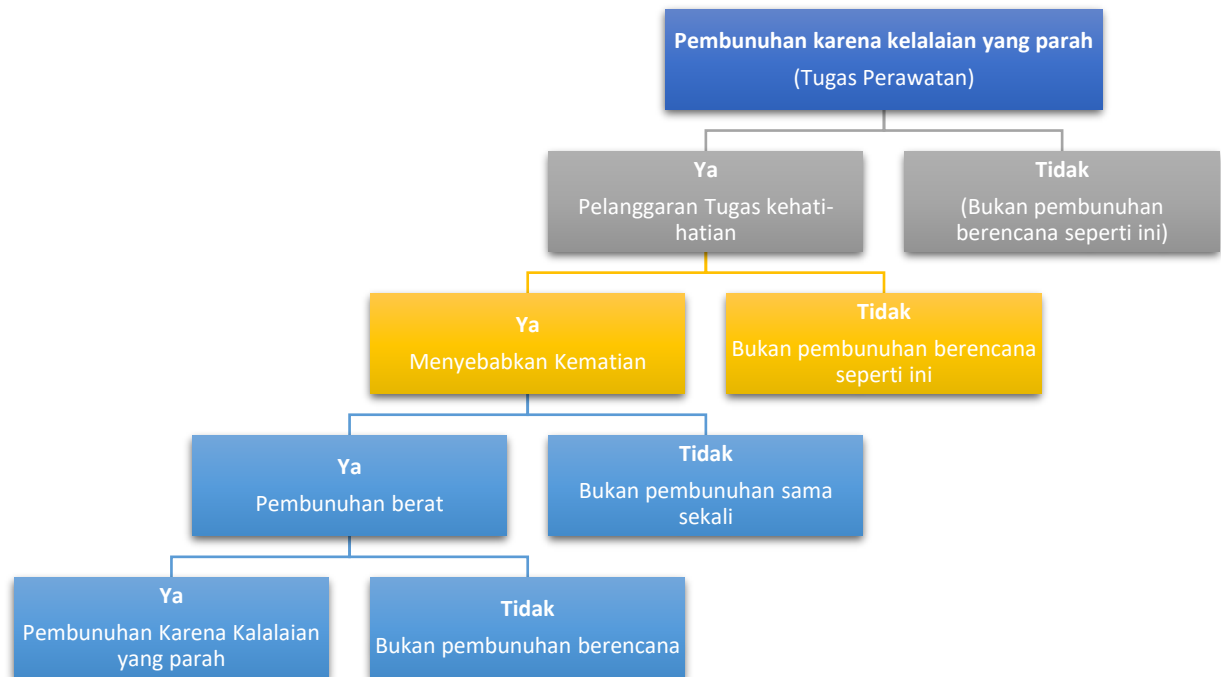 Pembunuhan karena kelalaian yang parah
(Tugas Perawatan)
Ya
Pelanggaran Tugas kehati-
hatian
Tidak
(Bukan pembunuhan
berencana seperti ini)
Ya
Menyebabkan Kematian
Tidak
Bukan pembunuhan berencana
seperti ini
Ya
Pembunuhan berat
Tidak
Bukan pembunuhan sama
sekali
Ya
Pembunuhan Karena Kalalaian
yang parah
Tidak
Bukan pembunuhan berencana